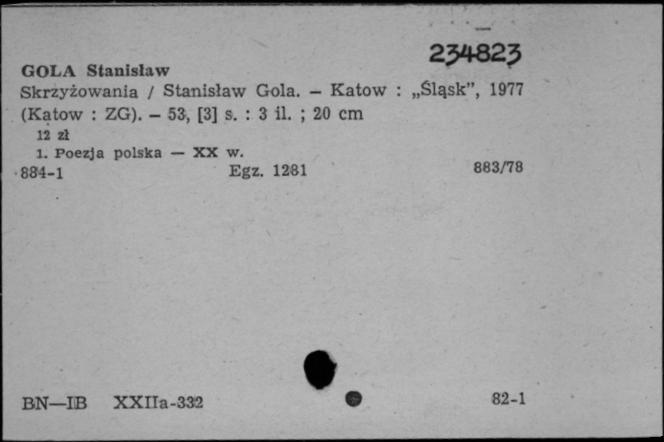 234823
GOLA Stanisław
Skrzyżowania / Stanisław Gola. – Katow : „Śląsk”, 1977
(Katow : ZG). – 53, [3] s. : 3 il. ; 20 cm
12 zł
1. Poezja polska — XX w.
884-1 Egz. 1281 883/78
BN—IB XXIIa-332 82-1